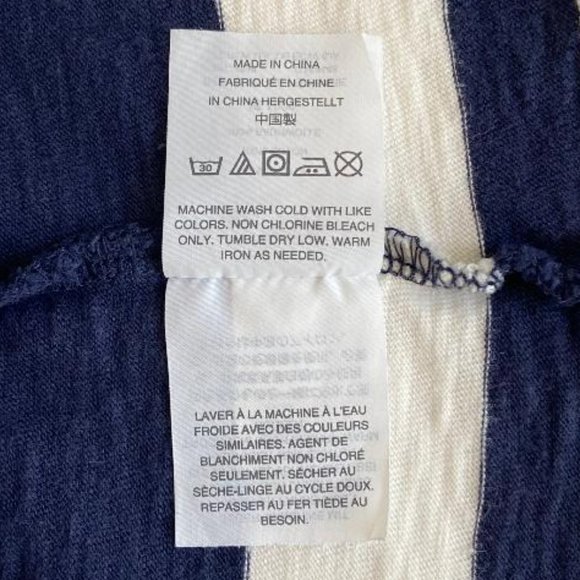 MADE IN CHINA
FABRIQUÉ EN CHINE
IN CHINA HERGESTELLT
中国製
30
MACHINE WASH COLD WITH LIKE
COLORS. NON CHLORINE BLEACH
ONLY. TUMBLE DRY LOW. WARM
IRON AS NEEDED.
LAVER À LA MACHINE À L'EAU
FROIDE AVEC DES COULEURS
SIMILAIRES. AGENT DE
BLANCHIMENT NON CHLORÉ
SEULEMENT. SÉCHER AU
SÈCHE-LINGE AU CYCLE DOUX.
REPASSER AU FER TIÈDE AU
BESOIN.